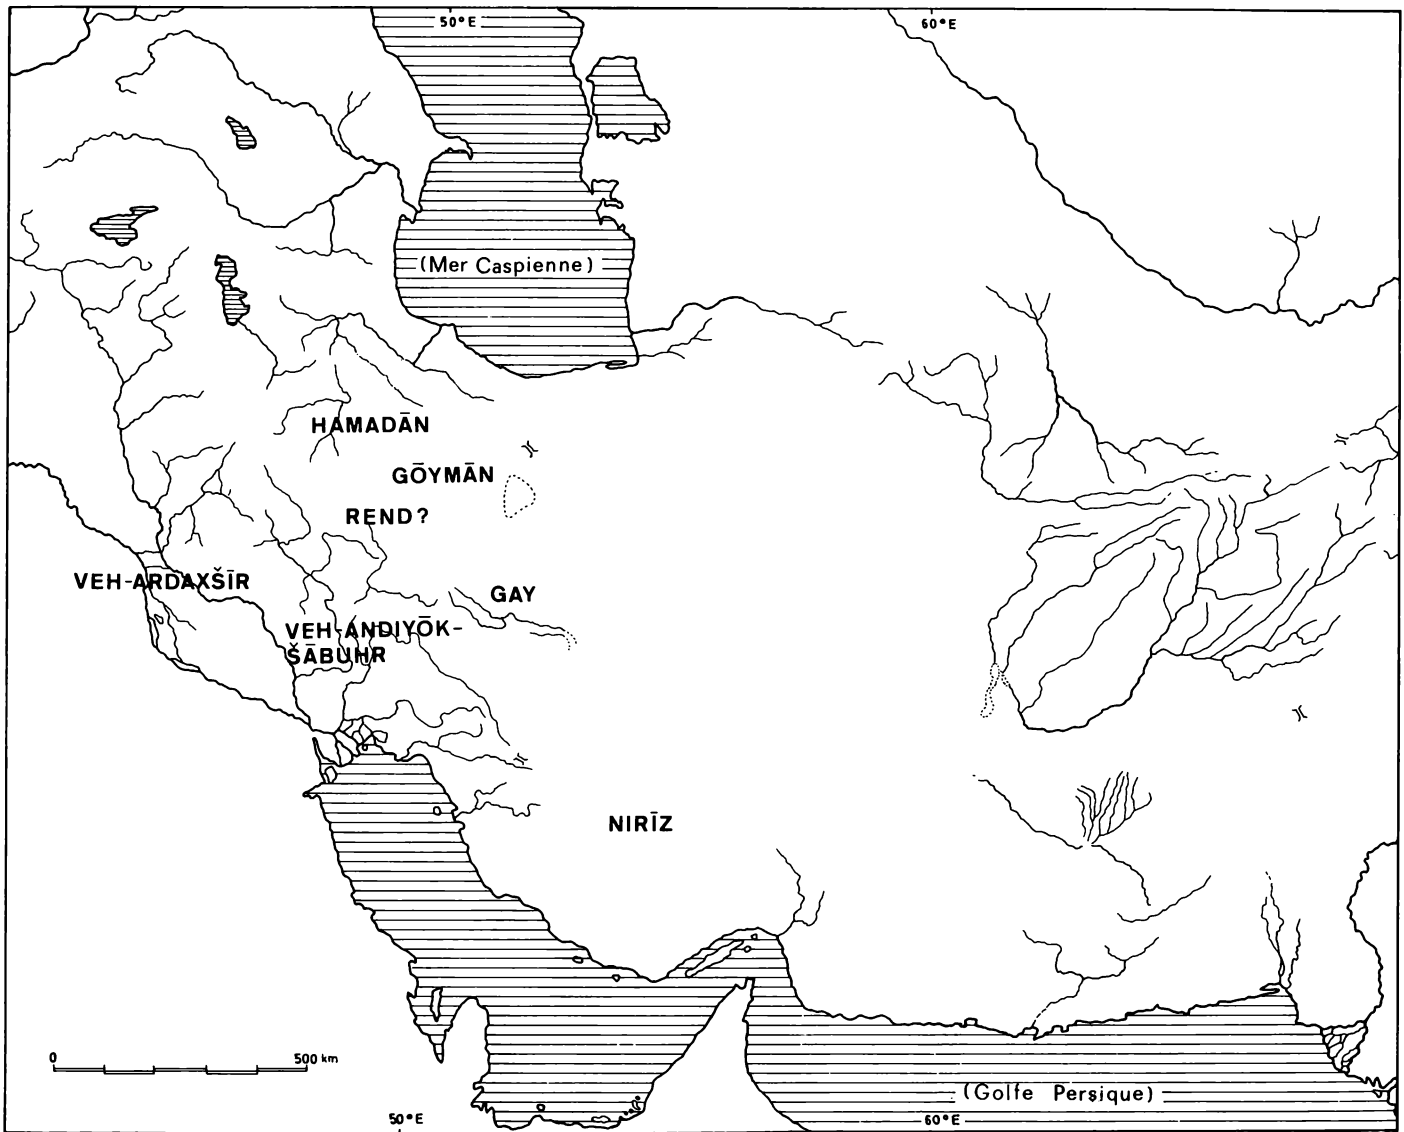 50°E
60°E
(Mer Caspienne)
HAMADĀN
GŌYMĀN
REND?
VEH-ARDAXŠĪR
GAY
VEH-ANDIYŌK-
ŠĀBUHR
NIRĪZ
0
500 km
(Golfe Persique)
50°E
60°E